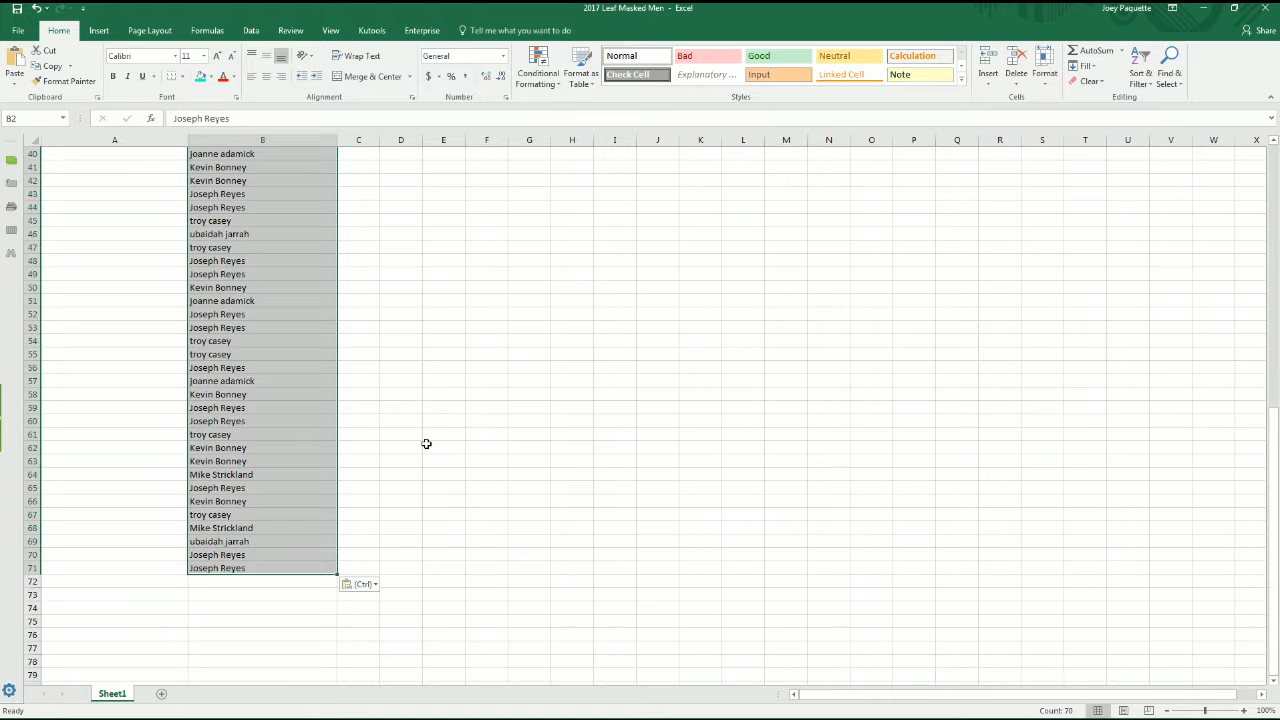 2017 Leaf Masked Men - Excel
Joey Paquette
File Home Insert Page Layout Formulas Data Review View Kutools Enterprise Tell me what you want to do Share
Paste Cut Copy Format Painter Clipboard
Calibri 11 B I U A Font
Wrap Text Merge & Center Alignment
General $ % , Number
Conditional Formatting Format as Table
Normal Bad Good Neutral Calculation
Check Cell Explanatory ... Input Linked Cell Note
Styles
Insert Delete Format Cells
AutoSum Fill Clear Sort & Filter Find & Select Editing
B2 fx Joseph Reyes
A B C D E F G H I J K L M N O P Q R S T U V W X
40 Joanne adamick
41 Kevin Bonney
42 Kevin Bonney
43 Joseph Reyes
44 Joseph Reyes
45 troy casey
46 ubaidah jarrah
47 troy casey
48 Joseph Reyes
49 Joseph Reyes
50 Kevin Bonney
51 Joanne adamick
52 Joseph Reyes
53 Joseph Reyes
54 troy casey
55 troy casey
56 Joseph Reyes
57 Joanne adamick
58 Kevin Bonney
59 Joseph Reyes
60 Joseph Reyes
61 troy casey
62 Kevin Bonney
63 Kevin Bonney
64 Mike Strickland
65 Joseph Reyes
66 Kevin Bonney
67 troy casey
68 Mike Strickland
69 ubaidah jarrah
70 Joseph Reyes
71 Joseph Reyes
72 (Ctrl)
73
74
75
76
77
78
79
Sheet1
Ready Count: 70 100%